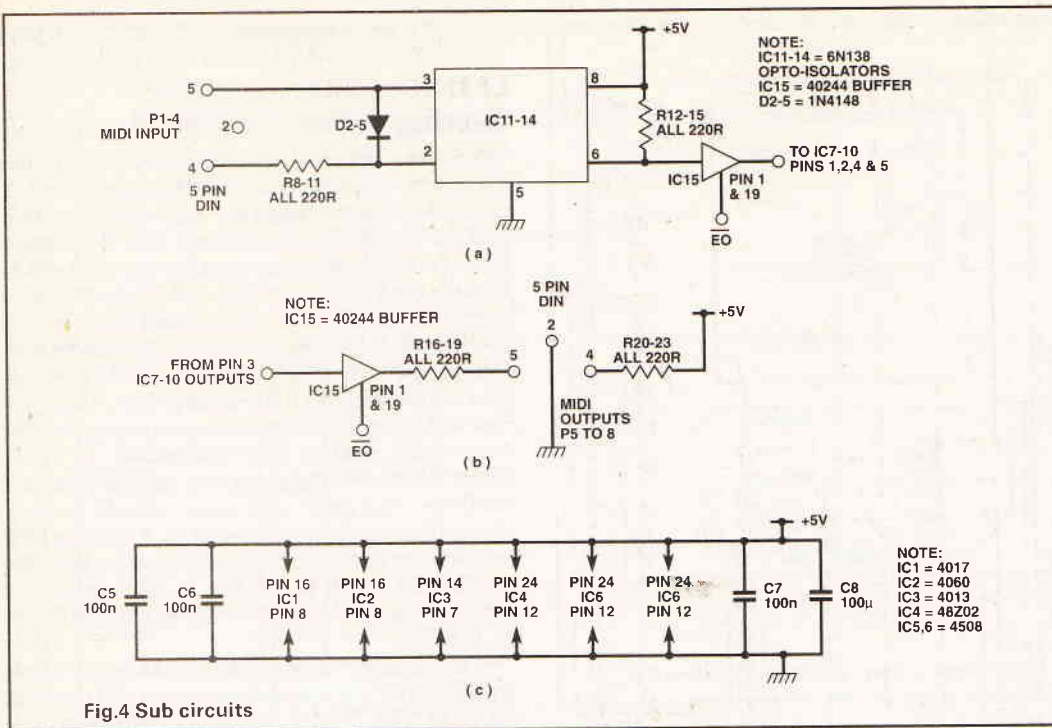 +5V
NOTE:
IC11-14 = 6N138
OPTO-ISOLATORS
IC15 = 40244 BUFFER
D2-5 = 1N4148
5
P1-4
MIDI INPUT
2
4
5 PIN
DIN
R8-11
ALL 220R
D2-5
3
2
IC11-14
5
8
6
R12-15
ALL 220R
IC15
PIN 1
& 19
EO
TO IC7-10
PINS 1,2,4 & 5
( a )
NOTE:
IC15 = 40244 BUFFER
FROM PIN 3
IC7-10 OUTPUTS
IC15
PIN 1
& 19
EO
R16-19
ALL 220R
5
5 PIN
DIN
2
4
R20-23
ALL 220R
+5V
MIDI
OUTPUTS
P5 TO 8
( b )
+5V
C5
100n
C6
100n
PIN 16
IC1
PIN 8
PIN 16
IC2
PIN 8
PIN 14
IC3
PIN 7
PIN 24
IC4
PIN 12
PIN 24
IC6
PIN 12
PIN 24
IC6
PIN 12
C7
100n
C8
100µ
NOTE:
IC1 = 4017
IC2 = 4060
IC3 = 4013
IC4 = 48Z02
IC5,6 = 4508
( c )
Fig.4 Sub circuits